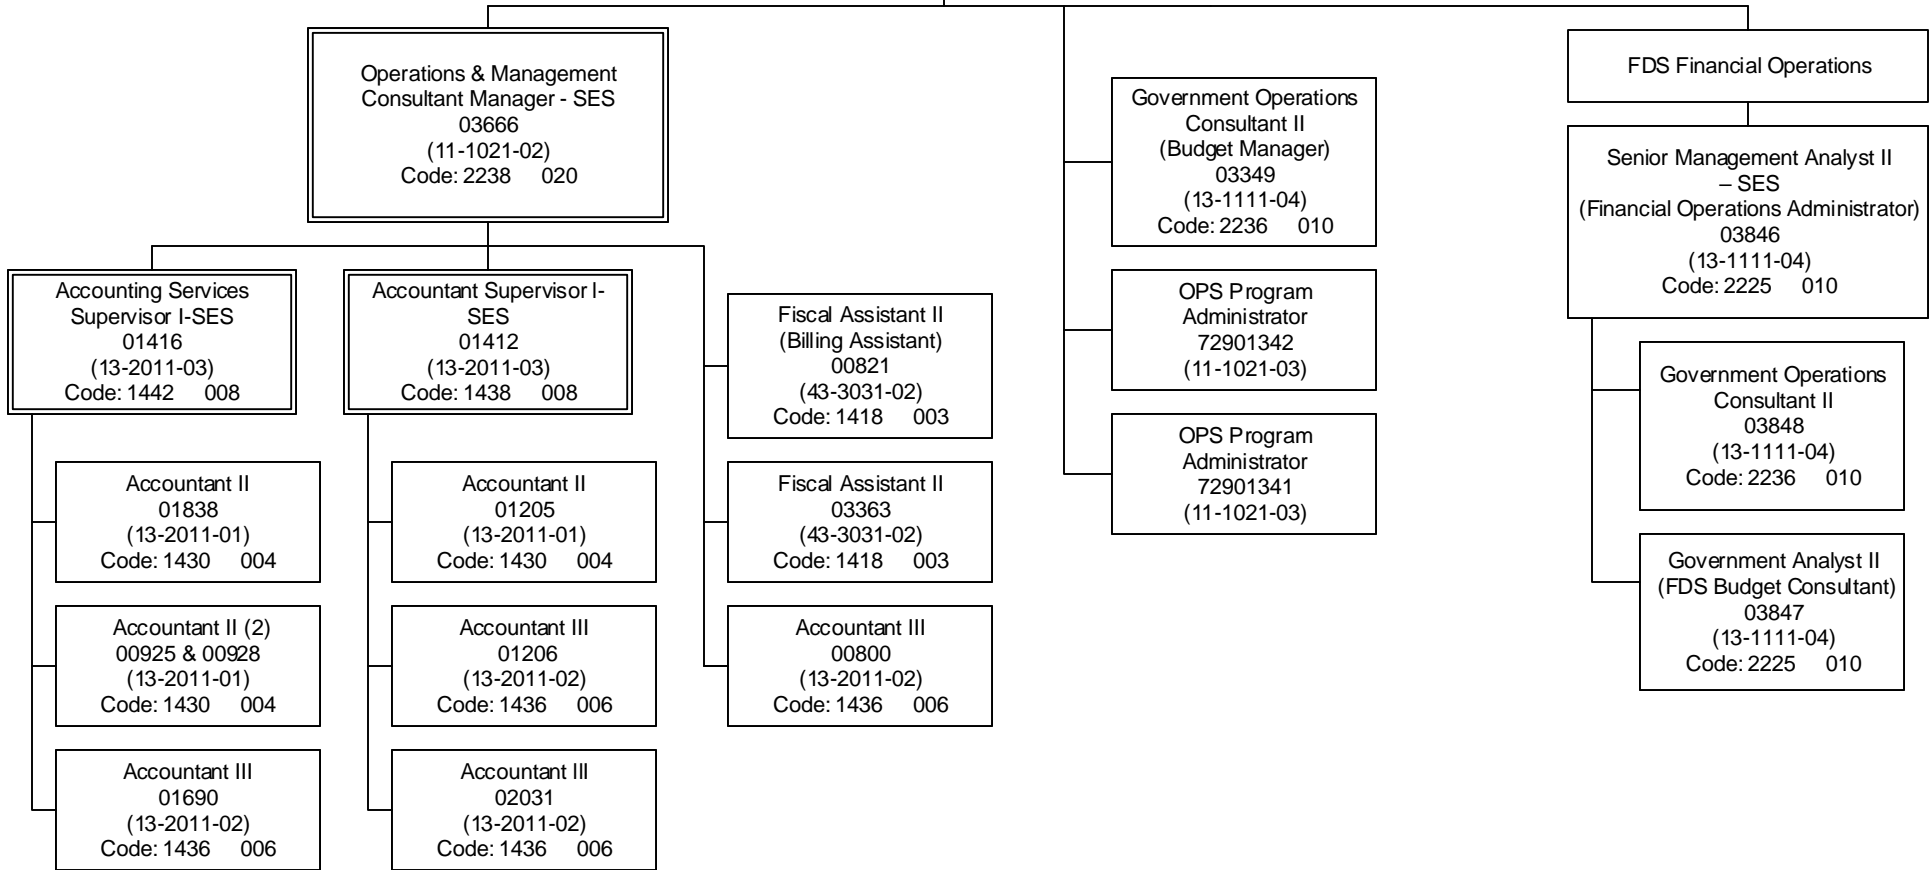 Operations & Management
Consultant Manager - SES
03666
(11-1021-02)
Code: 2238 020
Accounting Services
Supervisor I-SES
01416
(13-2011-03)
Code: 1442 008
Accountant II
01838
(13-2011-01)
Code: 1430 004
Accountant II (2)
00925 & 00928
(13-2011-01)
Code: 1430 004
Accountant III
01690
(13-2011-02)
Code: 1436 006
Accountant Supervisor I-
SES
01412
(13-2011-03)
Code: 1438 008
Accountant II
01205
(13-2011-01)
Code: 1430 004
Accountant III
01206
(13-2011-02)
Code: 1436 006
Accountant III
02031
(13-2011-02)
Code: 1436 006
Fiscal Assistant II
(Billing Assistant)
00821
(43-3031-02)
Code: 1418 003
Fiscal Assistant II
03363
(43-3031-02)
Code: 1418 003
Accountant III
00800
(13-2011-02)
Code: 1436 006
Government Operations
Consultant II
(Budget Manager)
03349
(13-1111-04)
Code: 2236 010
OPS Program
Administrator
72901342
(11-1021-03)
OPS Program
Administrator
72901341
(11-1021-03)
FDS Financial Operations
Senior Management Analyst II
– SES
(Financial Operations Administrator)
03846
(13-1111-04)
Code: 2225 010
Government Operations
Consultant II
03848
(13-1111-04)
Code: 2236 010
Government Analyst II
(FDS Budget Consultant)
03847
(13-1111-04)
Code: 2225 010